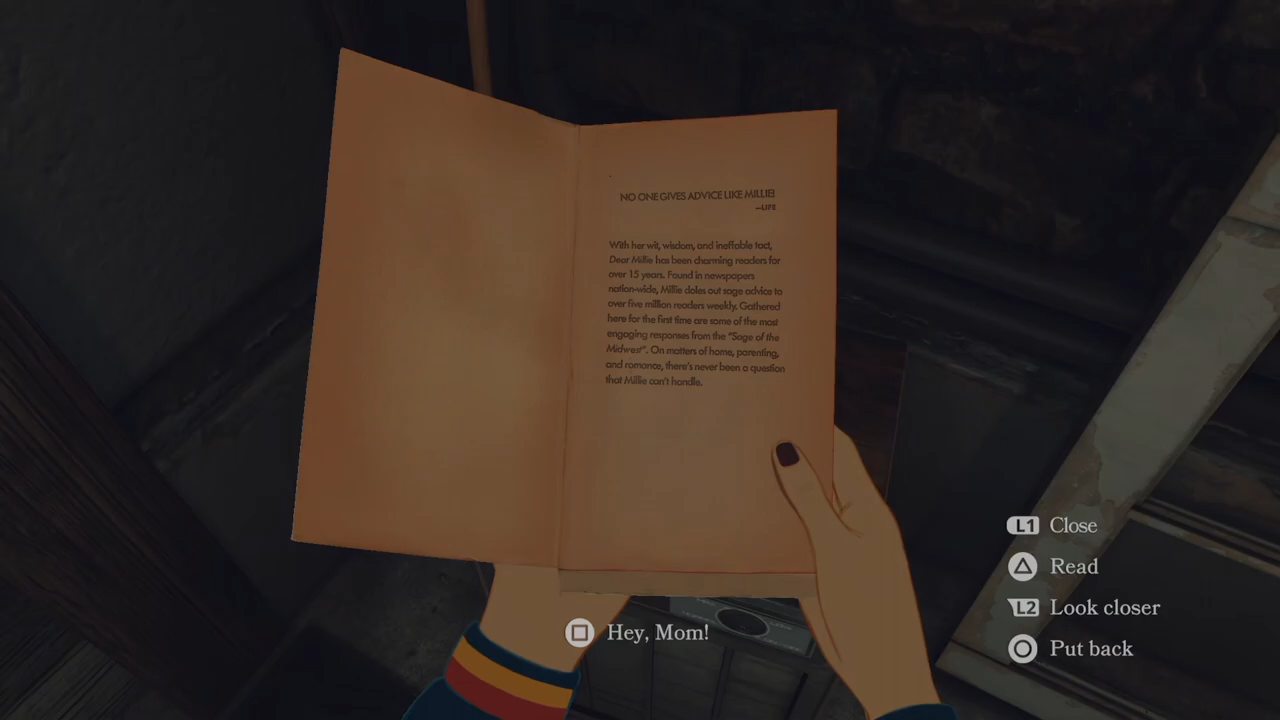 NO ONE GIVES ADVICE LIKE MILLIE!
—LIFE
With her wit, wisdom, and ineffable tact,
Dear Millie has been charming readers for
over 15 years. Found in newspapers
nation-wide, Millie doles out sage advice to
over five million readers weekly. Gathered
here for the first time are some of the most
engaging responses from the "Sage of the
Midwest". On matters of home, parenting,
and romance, there's never been a question
that Millie can't handle.
L1 Close
Read
L2 Look closer
Hey, Mom!
Put back